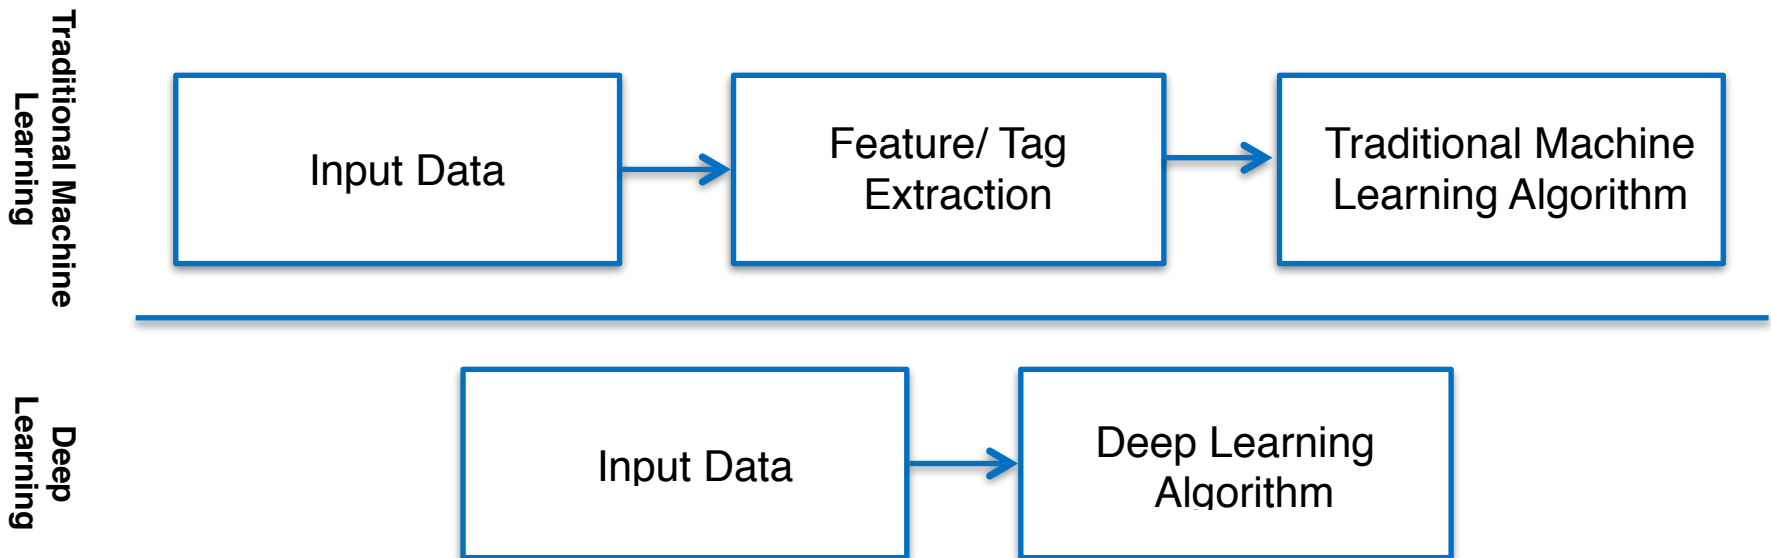 Traditional Machine
Learning
Input Data
Feature/ Tag
Extraction
Traditional Machine
Learning Algorithm
Deep
Learning
Input Data
Deep Learning
Algorithm